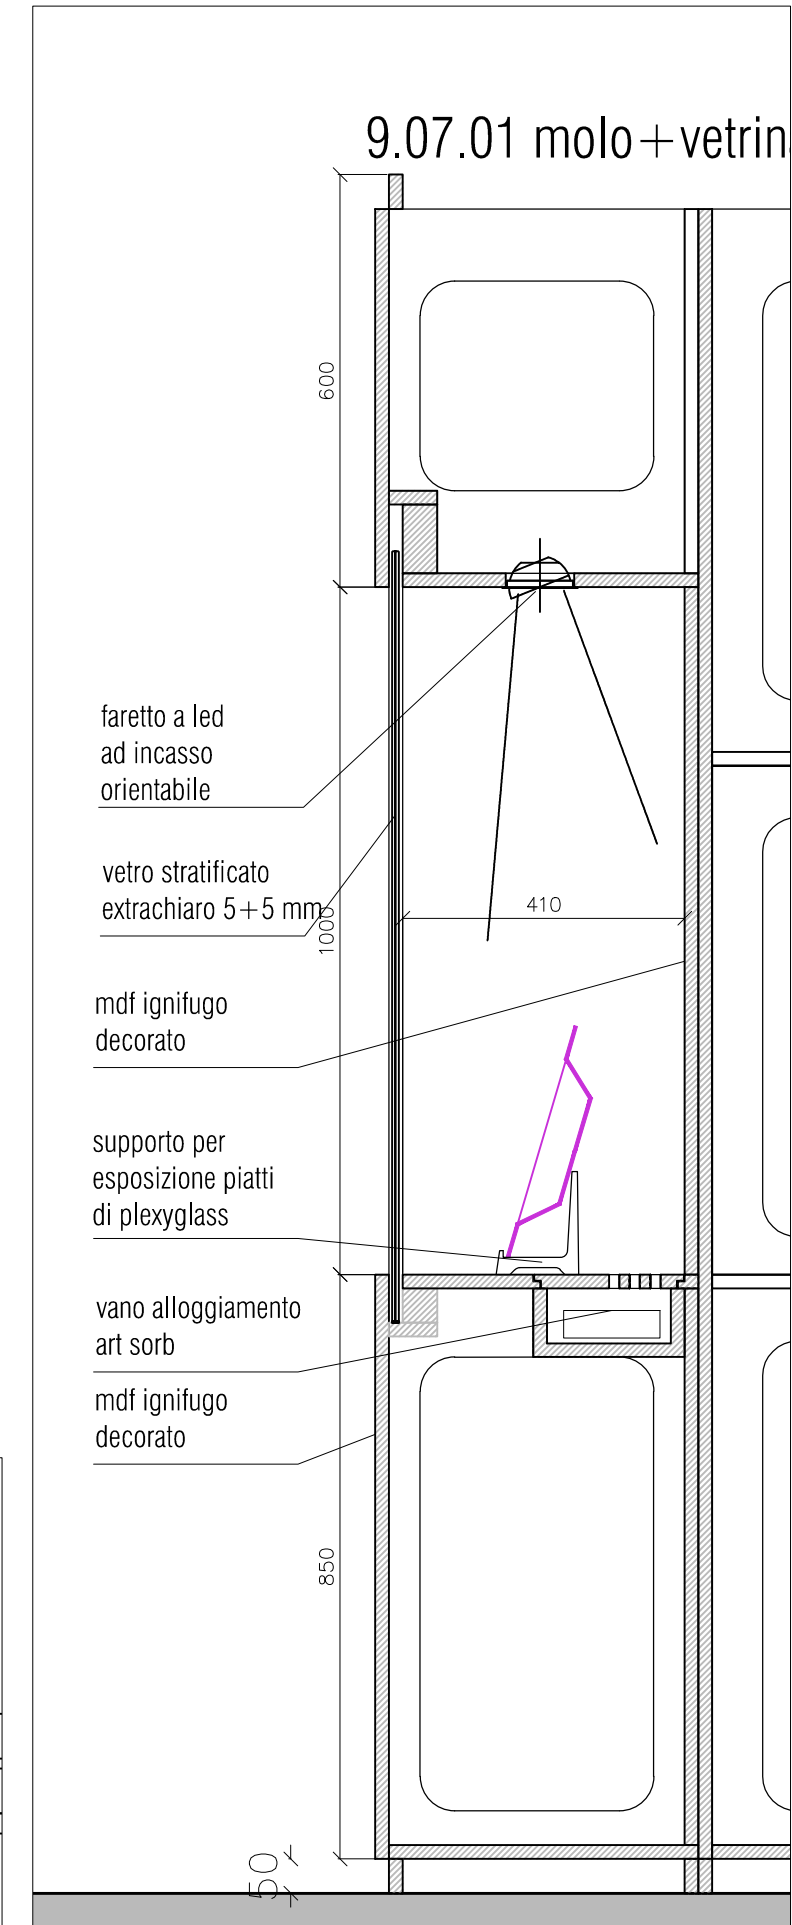 9.07.01 molo+vetrin
600
faretto a led
ad incasso
orientabile
vetro stratificato
extrachiaro 5+5 mm
1000
410
mdf ignifugo
decorato
supporto per
esposizione piatti
di plexyglass
vano alloggiamento
art sorb
mdf ignifugo
decorato
850
50